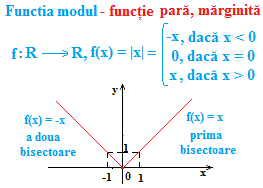 Functia modul - funcție pară, mărginită
-x, dacă x < 0
f : R → R, f(x) = |x| = 0, dacă x = 0
x , dacă x > 0
y
f(x) = -x
a doua
bisectoare
f(x) = x
prima
bisectoare
1
-1 0 1 x